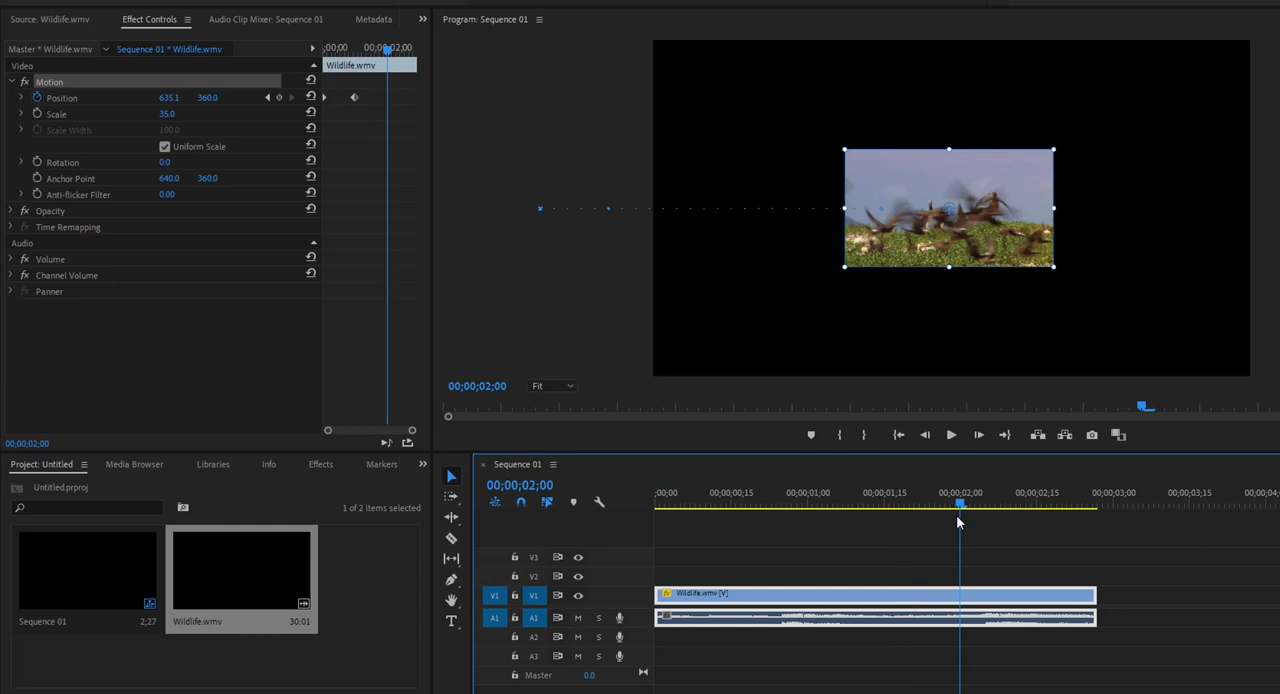 Source: Wildlife.wmv Effect Controls Audio Clip Mixer: Sequence 01 Metadata
Master * Wildlife.wmv Sequence 01 * Wildlife.wmv ;00;00 00;00;02;00
Video Wildlife.wmv
fx Motion
Position 635.1 360.0
Scale 35.0
Scale Width 100.0
Uniform Scale
Rotation 0.0
Anchor Point 640.0 360.0
Anti-flicker Filter 0.00
fx Opacity
fx Time Remapping
Audio
fx Volume
fx Channel Volume
fx Panner
00;00;02;00
Program: Sequence 01
00;00;02;00 Fit
Project: Untitled Media Browser Libraries Info Effects Markers
Untitled.prproj
1 of 2 items selected
Sequence 01 2;27 Wildlife.wmv 30:01
Sequence 01
00;00;02;00
;00;00 00;00;00;15 00;00;01;00 00;00;01;15 00;00;02;00 00;00;02;15 00;00;03;00 00;00;03;15 00;00;04;
V3
V2
V1 V1 fx Wildlife.wmv [V]
A1 A1 M S
A2 M S
A3 M S
Master 0.0
T